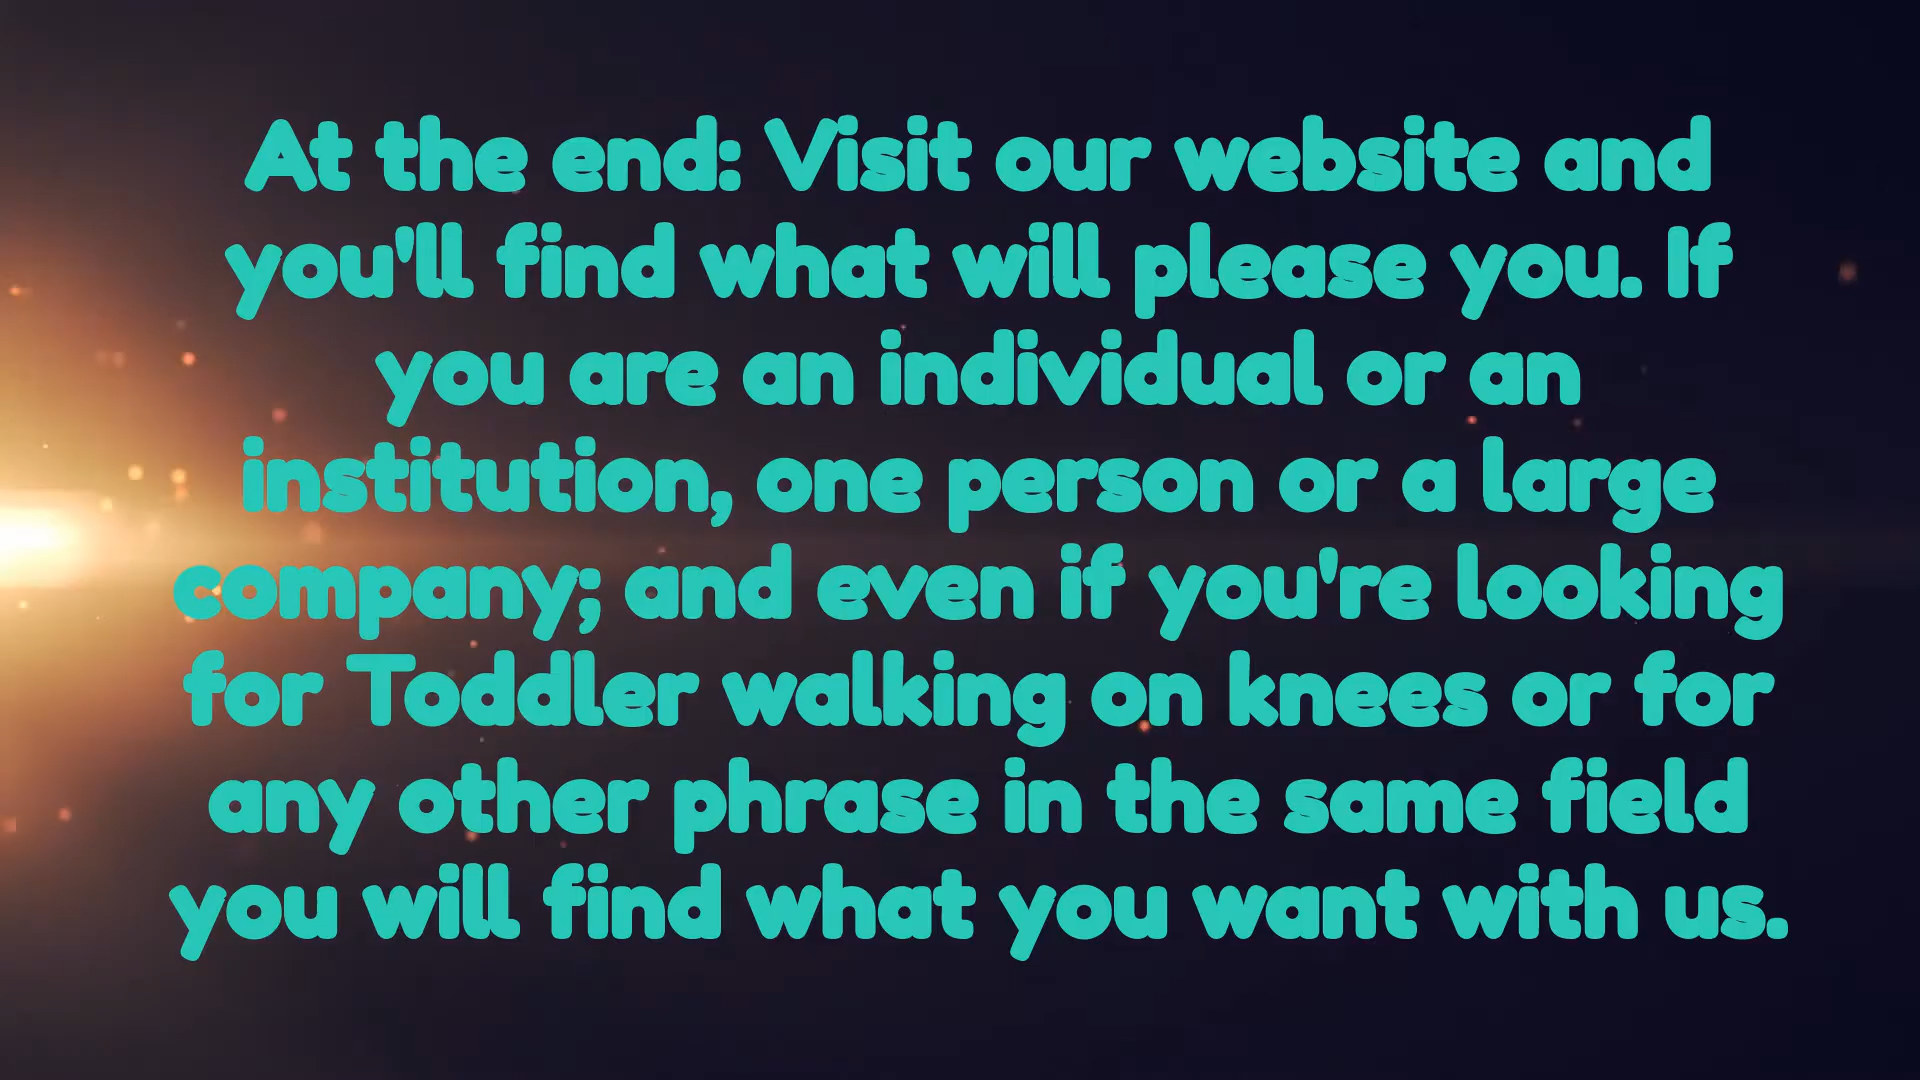 At the end: Visit our website and
you'll find what will please you. If
you are an individual or an
institution, one person or a large
company; and even if you're looking
for Toddler walking on knees or for
any other phrase in the same field
you will find what you want with us.